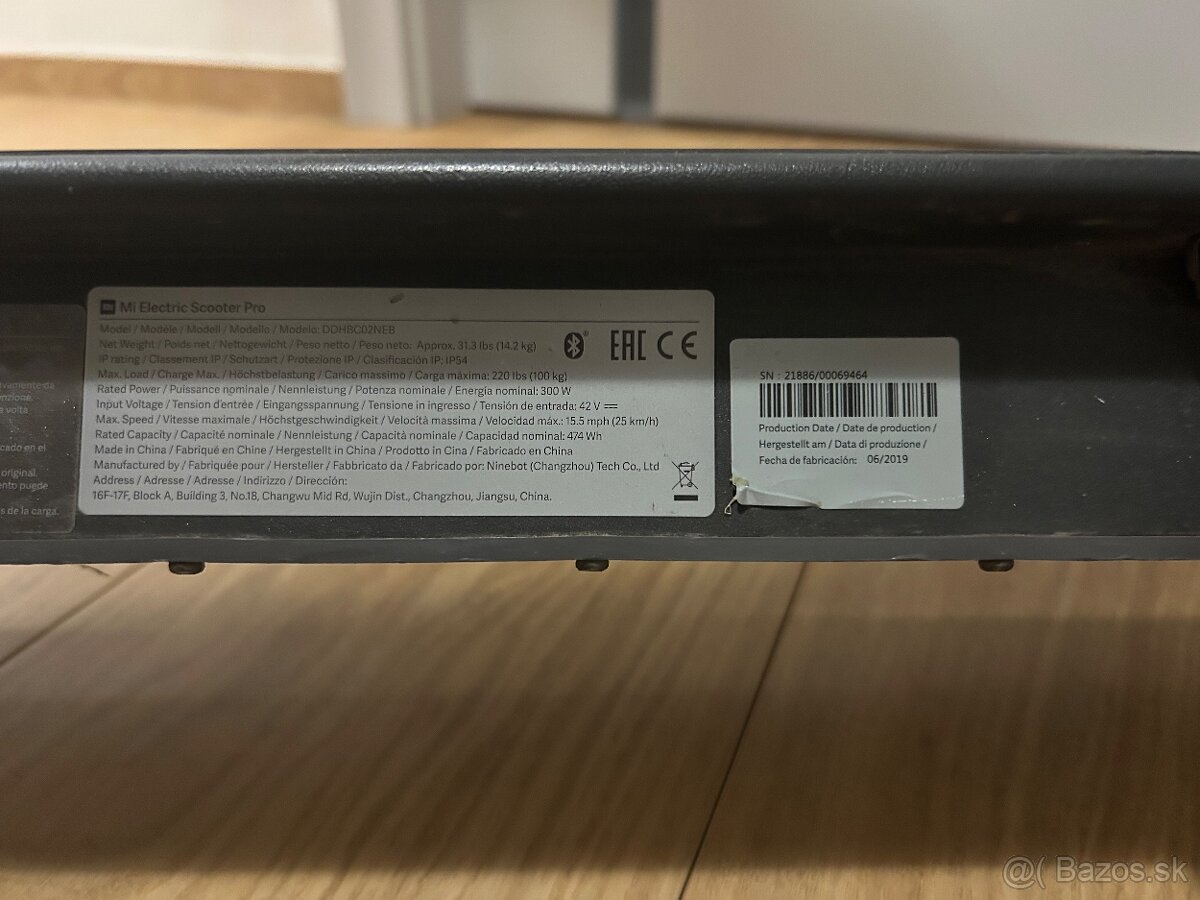 mi Mi Electric Scooter Pro
Model / Modèle / Modell / Modello / Modelo: DDHBC02NEB
Net Weight / Poids net / Nettogewicht / Peso netto / Peso neto: Approx. 31.3 lbs (14.2 kg)
IP rating / Classement IP / Schutzart / Protezione IP / Clasificación IP: IP54
Max. Load / Charge Max. / Höchstbelastung / Carico massimo / Carga máxima: 220 lbs (100 kg)
Rated Power / Puissance nominale / Nennleistung / Potenza nominale / Energía nominal: 300 W
Input Voltage / Tension d'entrée / Eingangsspannung / Tensione in ingresso / Tensión de entrada: 42 V
Max. Speed / Vitesse maximale / Höchstgeschwindigkeit / Velocità massima / Velocidad máx.: 15.5 mph (25 km/h)
Rated Capacity / Capacité nominale / Nennleistung / Capacità nominale / Capacidad nominal: 474 Wh
Made in China / Fabriqué en Chine / Hergestellt in China / Prodotto in Cina / Fabricado en China
Manufactured by / Fabriquée pour / Hersteller / Fabbricato da / Fabricado por: Ninebot (Changzhou) Tech Co., Ltd
Address / Adresse / Adresse / Indirizzo / Dirección:
16F-17F, Block A, Building 3, No.18, Changwu Mid Rd, Wujin Dist., Changzhou, Jiangsu, China.
EAC CE
SN : 21886/00069464
Production Date / Date de production /
Hergestellt am / Data di produzione /
Fecha de fabricación: 06/2019
volta
cado en el
original.
ento puede
s de la carga.
@( Bazos.sk